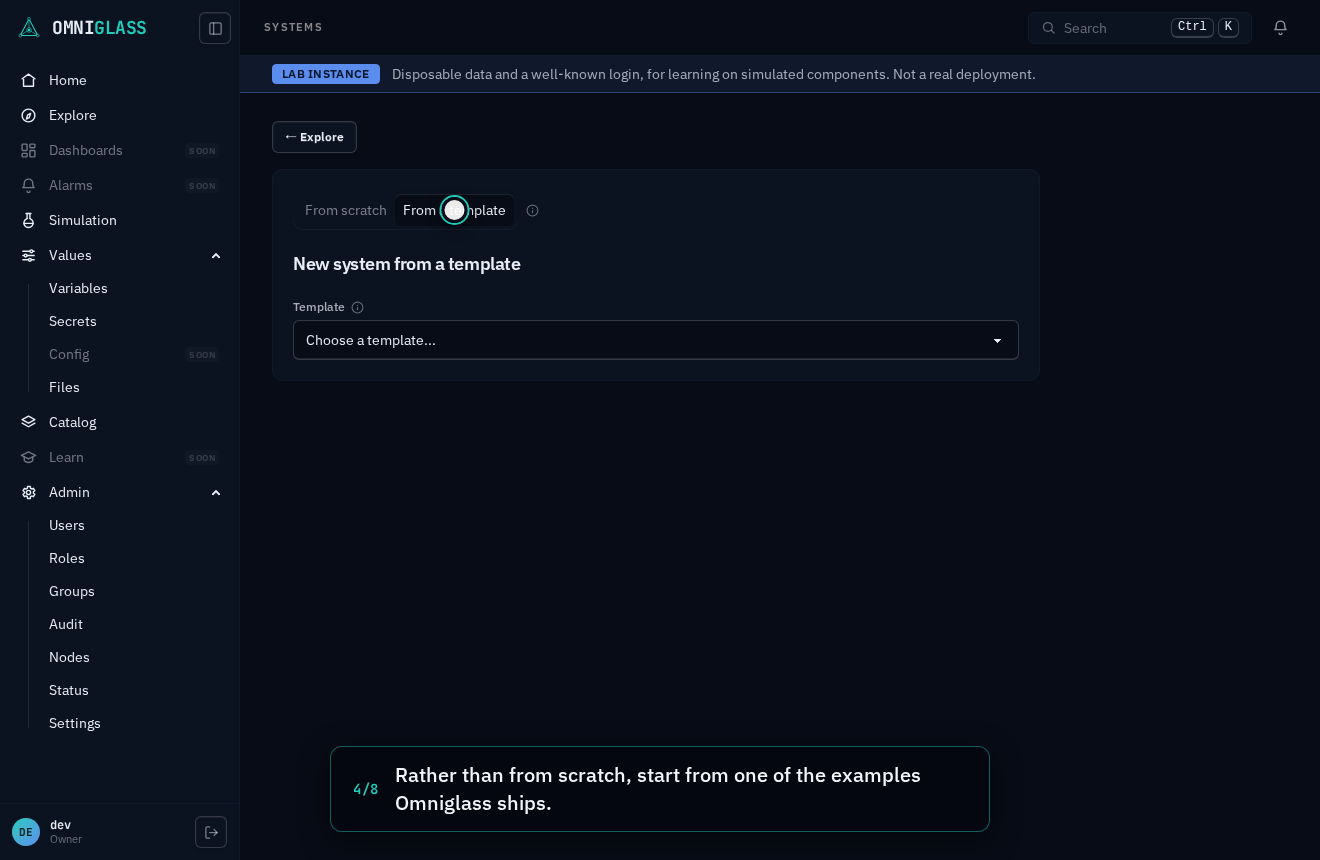 OMNIGLASS
SYSTEMS
Search
Ctrl K
LAB INSTANCE Disposable data and a well-known login, for learning on simulated components. Not a real deployment.
Home
Explore
Dashboards SOON
Alarms SOON
Simulation
Values
Variables
Secrets
Config SOON
Files
Catalog
Learn SOON
Admin
Users
Roles
Groups
Audit
Nodes
Status
Settings
DE dev
Owner
← Explore
From scratch From
New system from a template
Template
Choose a template...
4/8 Rather than from scratch, start from one of the examples
Omniglass ships.